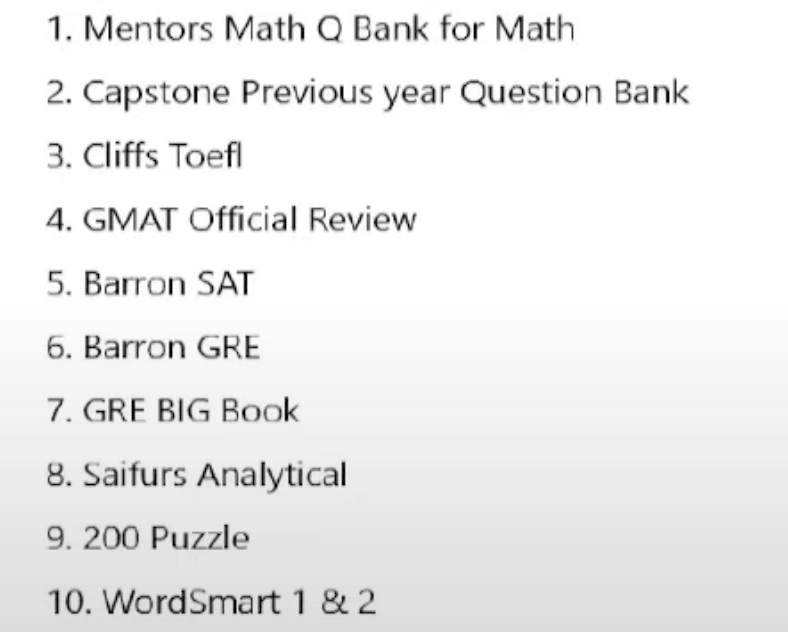 1. Mentors Math Q Bank for Math
2. Capstone Previous year Question Bank
3. Cliffs Toefl
4. GMAT Official Review
5. Barron SAT
6. Barron GRE
7. GRE BIG Book
8. Saifurs Analytical
9. 200 Puzzle
10. WordSmart 1 & 2